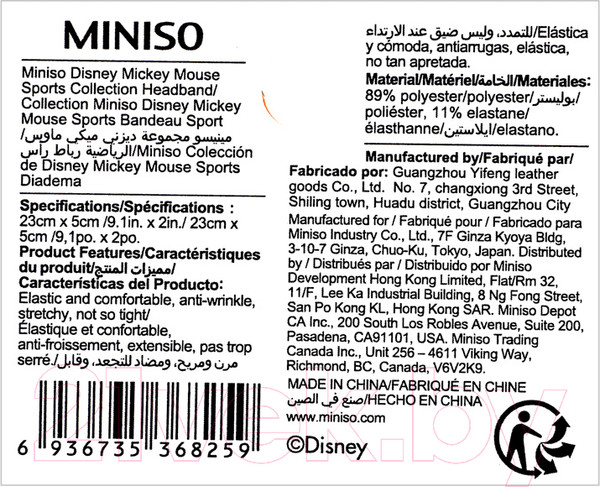 MINISO
Miniso Disney Mickey Mouse
Sports Collection Headband/
Collection Miniso Disney Mickey
Mouse Sports Bandeau Sport
مينيسو مجموعة ديزني ميكي ماوس/
الرياضية رباط راس/Miniso Colección
de Disney Mickey Mouse Sports
Diadema
Specifications/Spécifications :
23cm x 5cm /9.1in. x 2in./ 23cm x
5cm /9,1po. x 2po.
Product Features/Caractéristiques
du produit/مميزات المنتج/
Características del Producto:
Elastic and comfortable, anti-wrinkle,
stretchy, not so tight/
Élastique et confortable,
anti-froissement, extensible, pas trop
serré./مرن ومريح، ومضاد للتجعد، وقابل
6 936735 368259
للتمدد، وليس ضيق عند الارتداء/Elástica
y cómoda, antiarrugas, elástica,
no tan apretada.
Material/Matériel/الخامة/Materiales:
89% polyester/polyester/بوليستر/
poliéster, 11% elastane/
élasthanne/ايلاستين/elastano.
Manufactured by/Fabriqué par/
Fabricado por: Guangzhou Yifeng leather
goods Co., Ltd. No. 7, changxiong 3rd Street,
Shiling town, Huadu district, Guangzhou City
Manufactured for / Fabriqué pour / Fabricado para
Miniso Industry Co., Ltd., 7F Ginza Kyoya Bldg,
3-10-7 Ginza, Chuo-Ku, Tokyo, Japan. Distributed
by / Distribués par / Distribuido por Miniso
Development Hong Kong Limited, Flat/Rm 32,
11/F, Lee Ka Industrial Building, 8 Ng Fong Street,
San Po Kong KL, Hong Kong SAR. Miniso Depot
CA Inc., 200 South Los Robles Avenue, Suite 200,
Pasadena, CA91101, USA. Miniso Trading
Canada Inc., Unit 256 – 4611 Viking Way,
Richmond, BC, Canada, V6V2K9.
MADE IN CHINA/FABRIQUÉ EN CHINE
/صنع في الصين/HECHO EN CHINA
www.miniso.com
©Disney
21vek.by